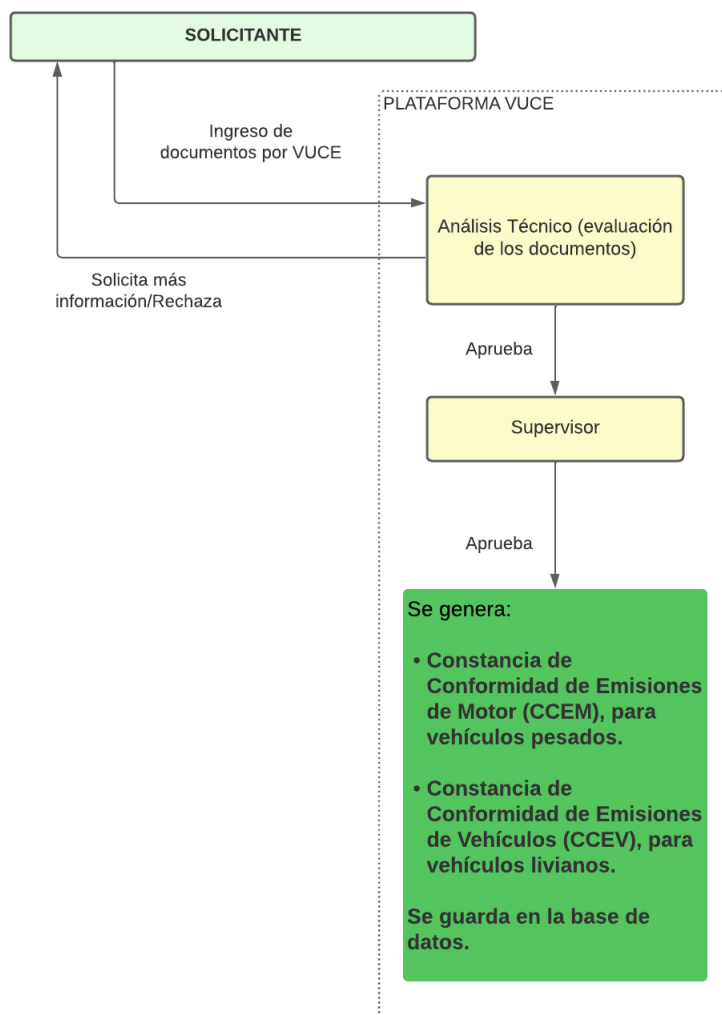 SOLICITANTE
PLATAFORMA VUCE
Ingreso de
documentos por VUCE
Análisis Técnico (evaluación
de los documentos)
Solicita más
información/Rechaza
Aprueba
Supervisor
Aprueba
Se genera:
• Constancia de
Conformidad de Emisiones
de Motor (CCEM), para
vehículos pesados.
• Constancia de
Conformidad de Emisiones
de Vehículos (CCEV), para
vehículos livianos.
Se guarda en la base de
datos.